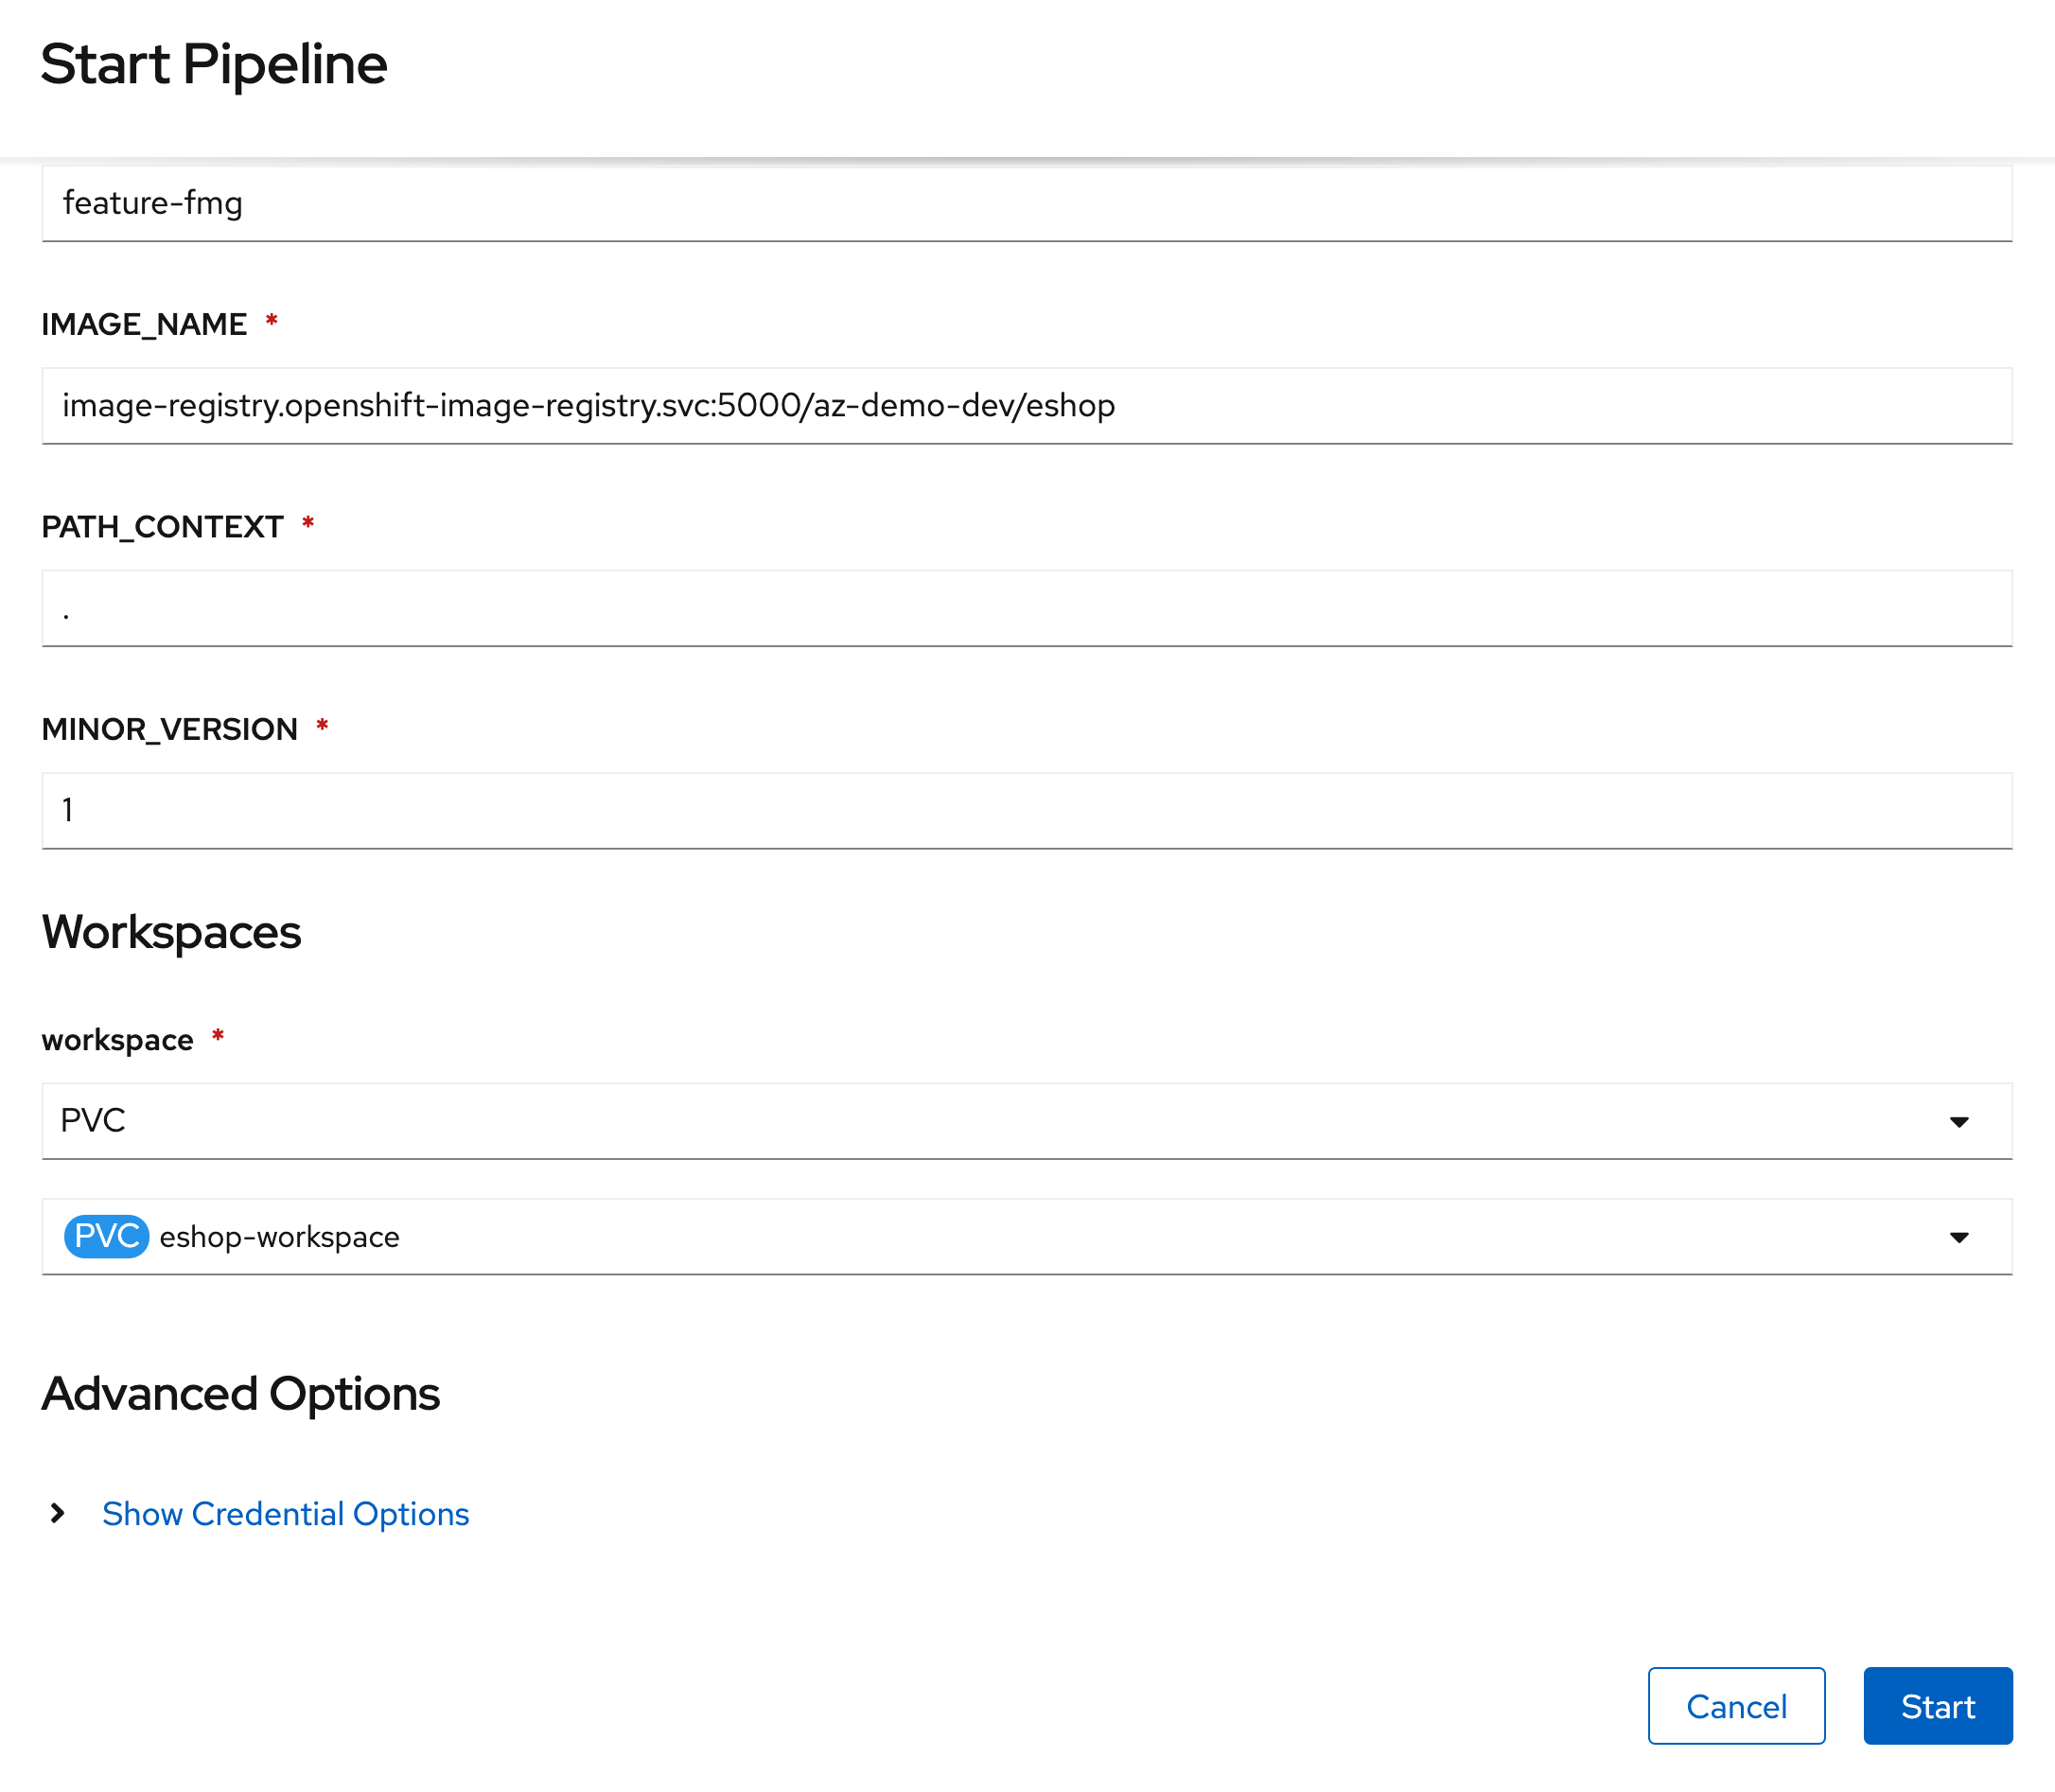 Start Pipeline
feature-fmg
IMAGE_NAME *
image-registry.openshift-image-registry.svc:5000/az-demo-dev/eshop
PATH_CONTEXT *
.
MINOR_VERSION *
1
Workspaces
workspace *
PVC
PVC eshop-workspace
Advanced Options
Show Credential Options
Cancel Start